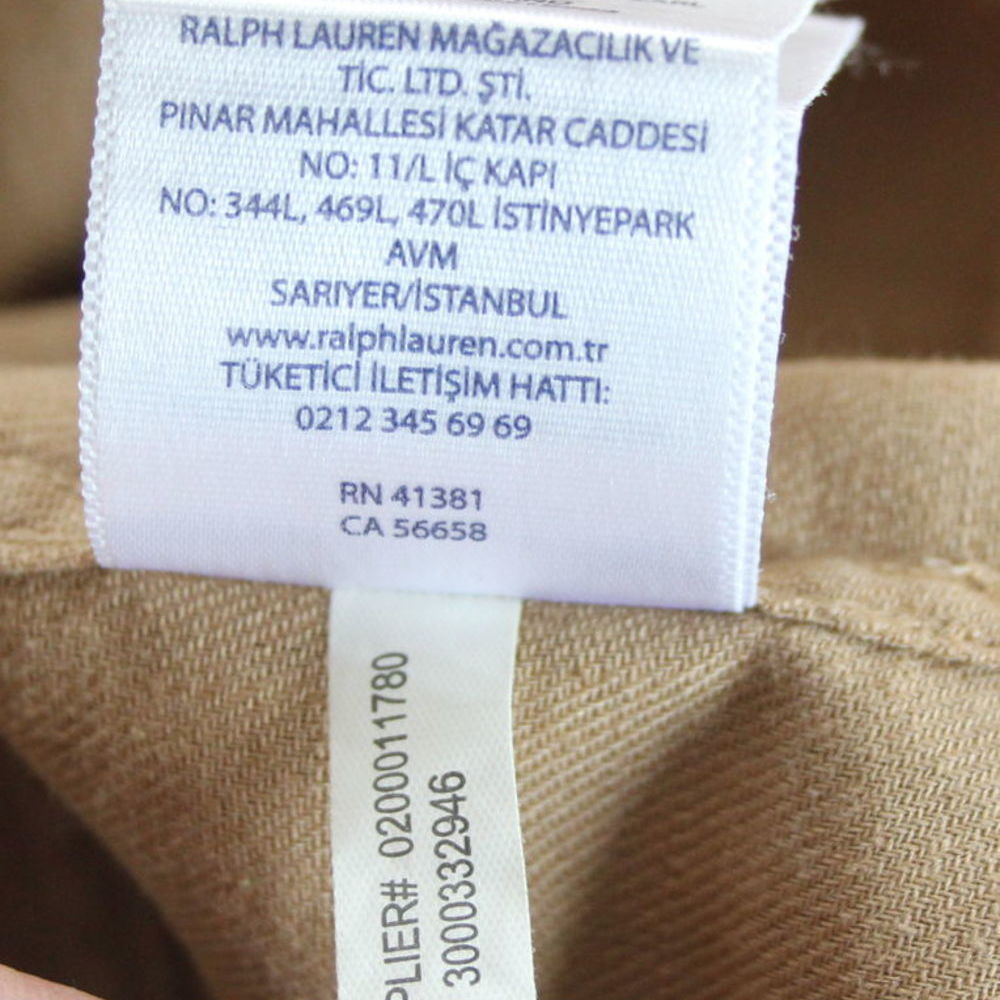 RALPH LAUREN MAĞAZACILIK VE
TİC. LTD. ŞTİ.
PINAR MAHALLESİ KATAR CADDESİ
NO: 11/L İÇ KAPI
NO: 344L, 469L, 470L İSTİNYEPARK
AVM
SARIYER/İSTANBUL
www.ralphlauren.com.tr
TÜKETİCİ İLETİŞİM HATTI:
0212 345 69 69
RN 41381
CA 56658
PLIER# 0200011780
3000332946